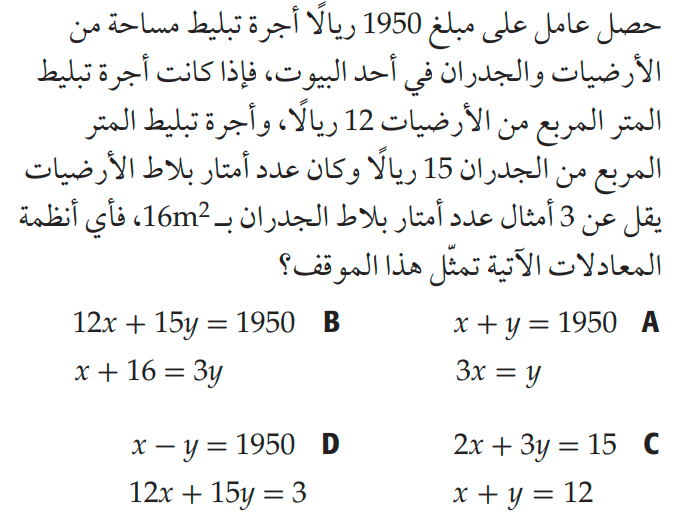 حصل عامل على مبلغ 1950 ريالًا أجرة تبليط مساحة من
الأرضيات والجدران في أحد البيوت، فإذا كانت أجرة تبليط
المتر المربع من الأرضيات 12 ريالًا، وأجرة تبليط المتر
المربع من الجدران 15 ريالًا وكان عدد أمتار بلاط الأرضيات
يقل عن 3 أمثال عدد أمتار بلاط الجدران بـ 16m²، فأي أنظمة
المعادلات الآتية تمثّل هذا الموقف؟
A x + y = 1950
3x = y
B 12x + 15y = 1950
x + 16 = 3y
C 2x + 3y = 15
x + y = 12
D x − y = 1950
12x + 15y = 3